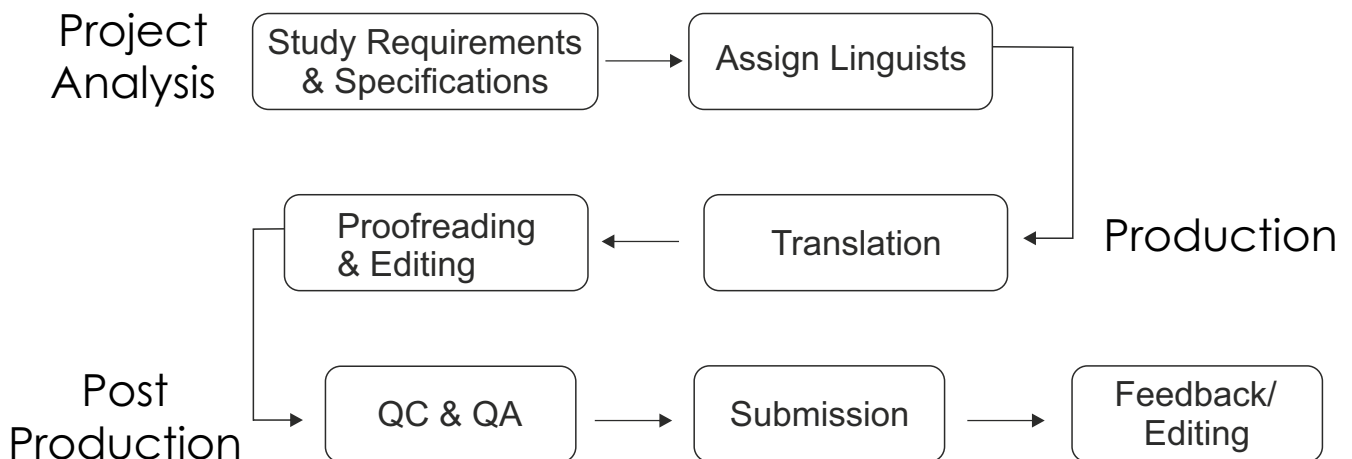 Project
Analysis
Study Requirements
& Specifications
Assign Linguists
Proofreading
& Editing
Translation
Production
Post
Production
QC & QA
Submission
Feedback/
Editing